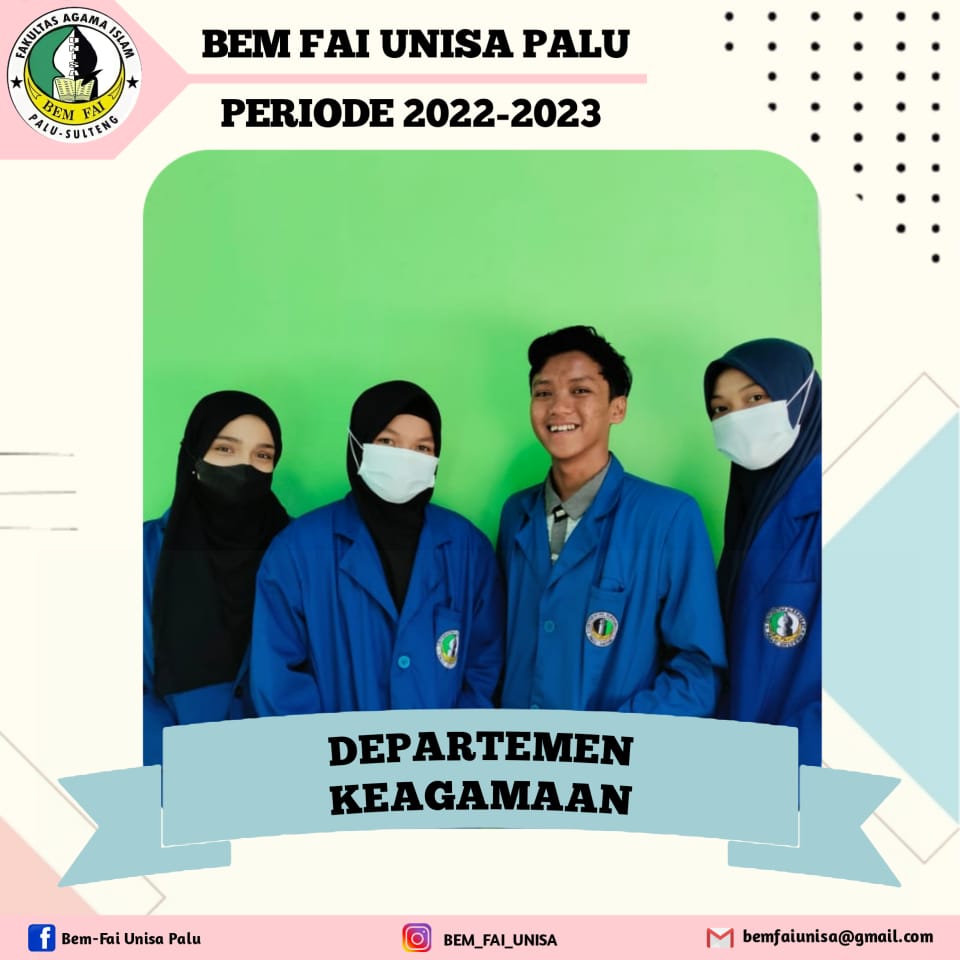 FAKULTAS AGAMA ISLAM
BEM FAI
PALU-SULTENG
BEM FAI UNISA PALU
PERIODE 2022-2023
DEPARTEMEN
KEAGAMAAN
Bem-Fai Unisa Palu
BEM_FAI_UNISA
bemfaiunisa@gmail.com